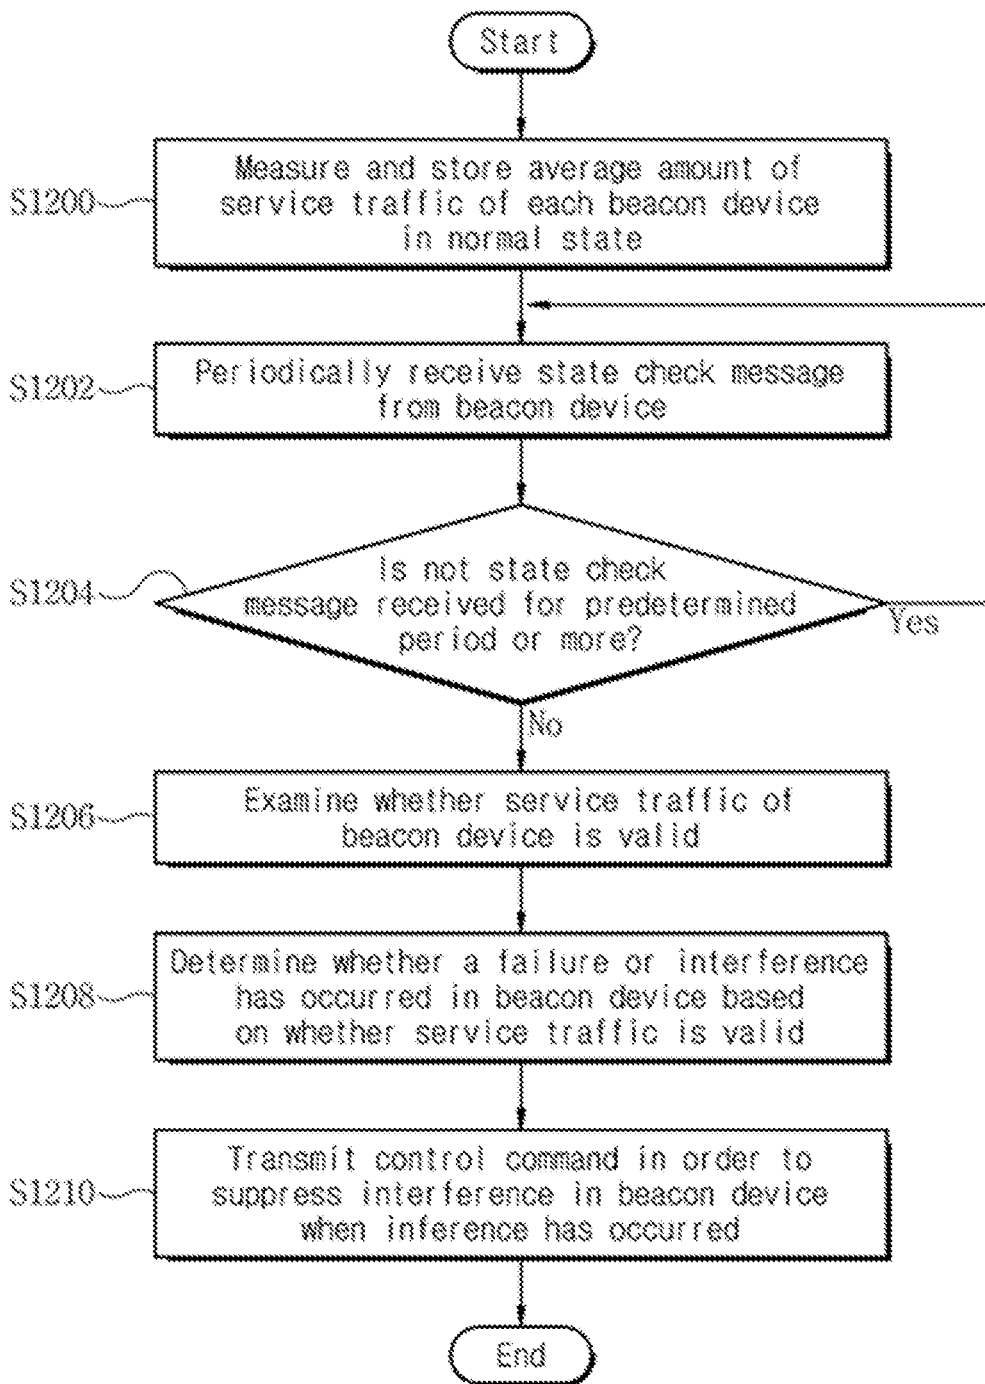 Start
S1200
Measure and store average amount of
service traffic of each beacon device
in normal state
S1202
Periodically receive state check message
from beacon device
S1204
Is not state check
message received for predetermined
period or more?
Yes
No
S1206
Examine whether service traffic of
beacon device is valid
S1208
Determine whether a failure or interference
has occurred in beacon device based
on whether service traffic is valid
S1210
Transmit control command in order to
suppress interference in beacon device
when inference has occurred
End